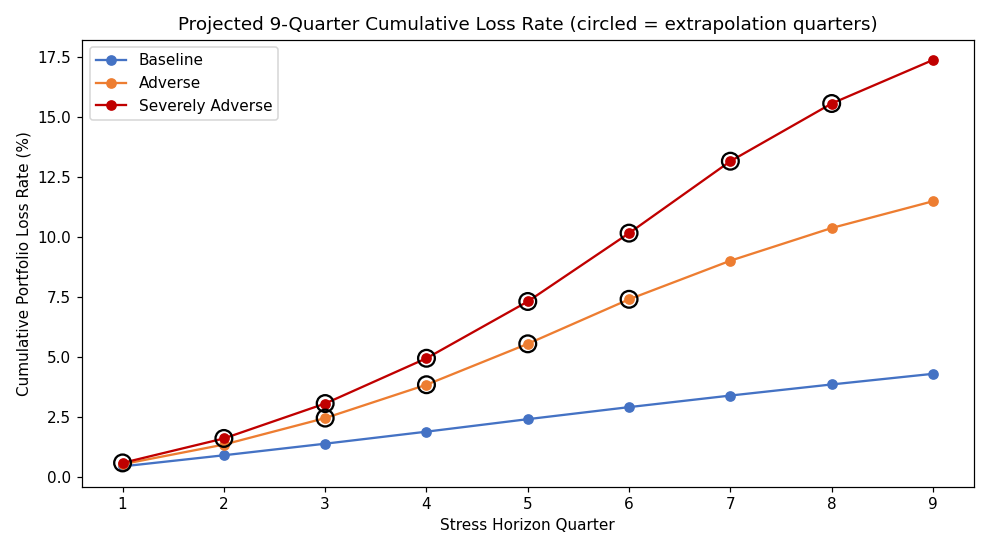 Projected 9-Quarter Cumulative Loss Rate (circled = extrapolation quarters)
Baseline
Adverse
Severely Adverse
Cumulative Portfolio Loss Rate (%)
17.5
15.0
12.5
10.0
7.5
5.0
2.5
0.0
1 2 3 4 5 6 7 8 9
Stress Horizon Quarter